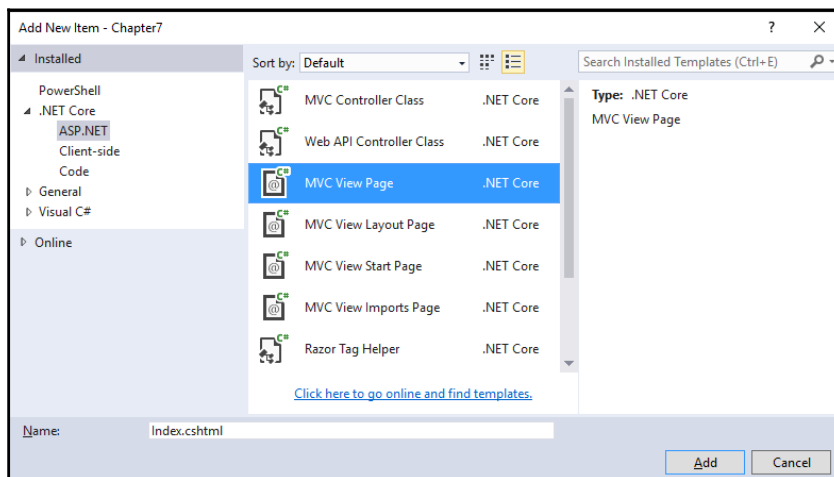 Add New Item - Chapter7 ? ×
Installed
PowerShell
.NET Core
ASP.NET
Client-side
Code
General
Visual C#
Online
Sort by: Default
C# MVC Controller Class .NET Core
C# Web API Controller Class .NET Core
C# @ MVC View Page .NET Core
C# @ MVC View Layout Page .NET Core
C# @ MVC View Start Page .NET Core
C# @ MVC View Imports Page .NET Core
C# Razor Tag Helper .NET Core
Click here to go online and find templates.
Search Installed Templates (Ctrl+E)
Type: .NET Core
MVC View Page
Name: Index.cshtml
Add Cancel